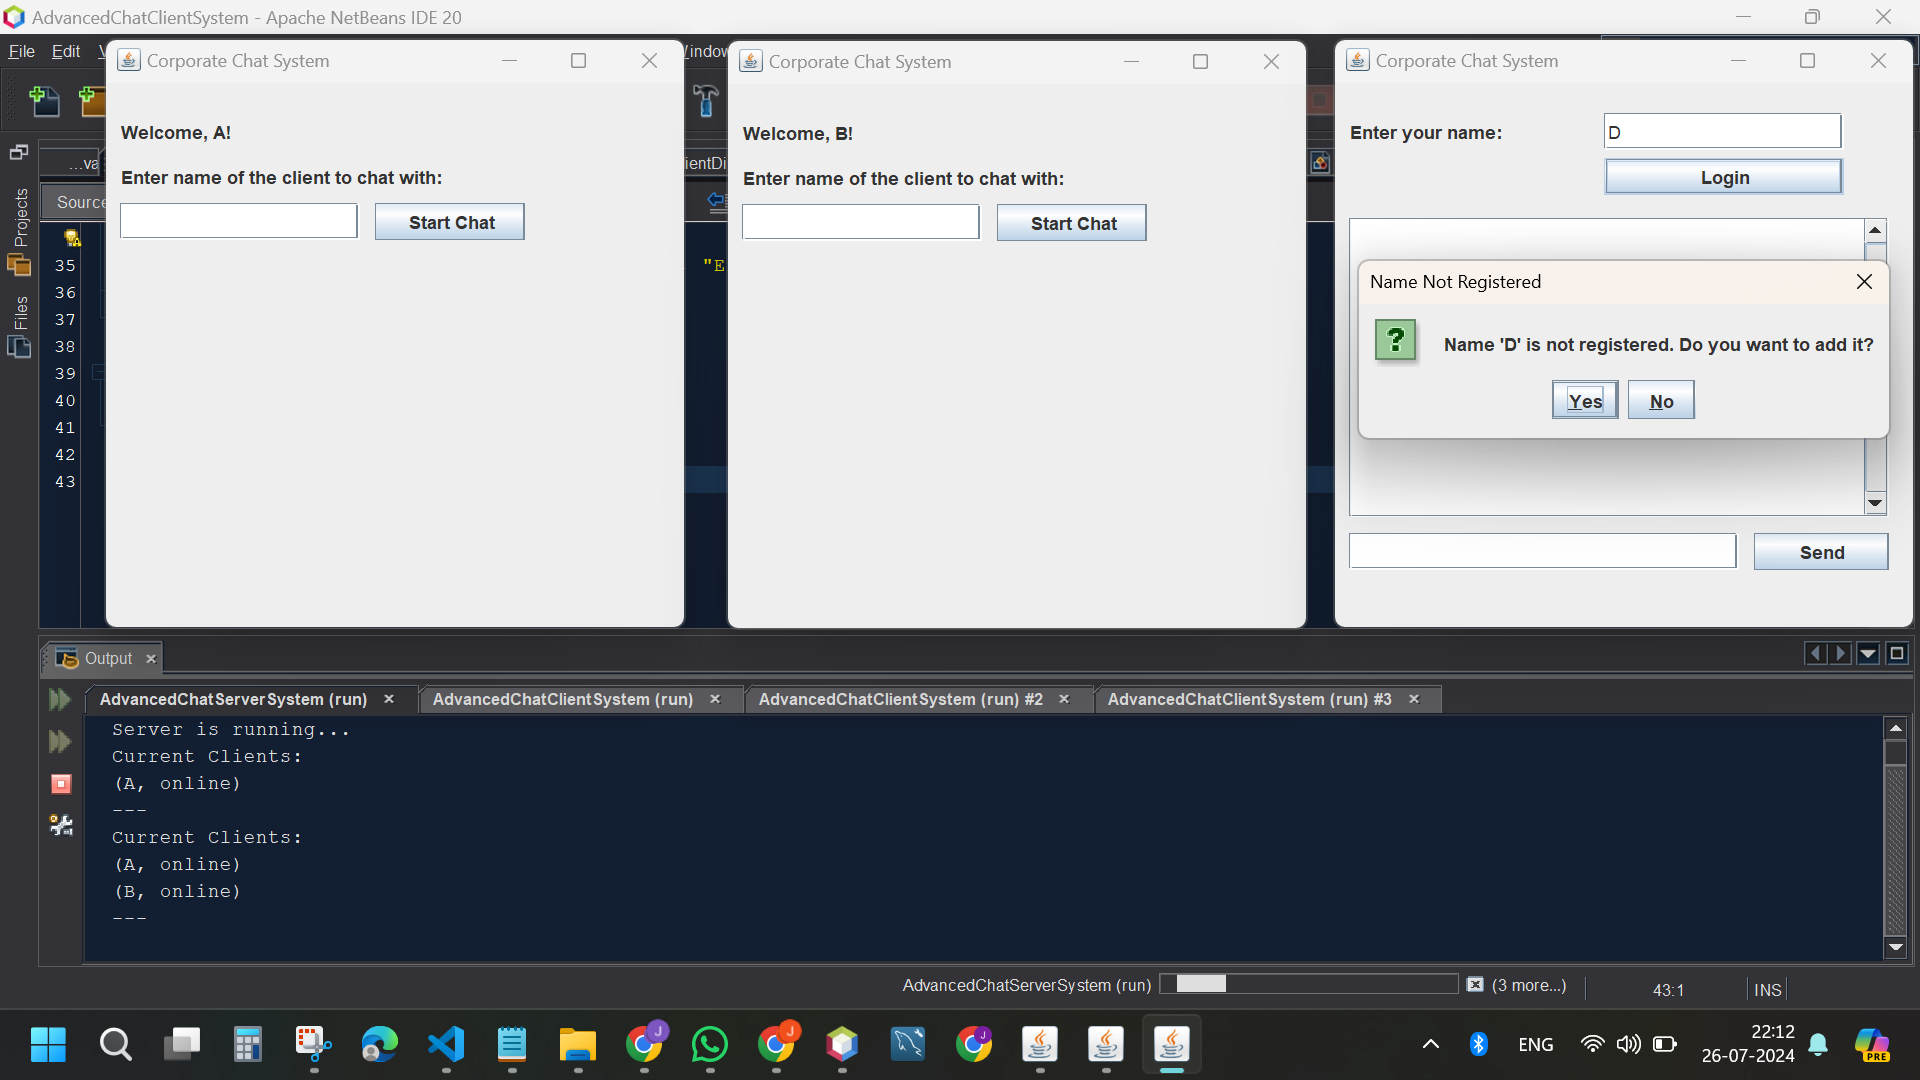 AdvancedChatClientSystem - Apache NetBeans IDE 20
File Edit
Corporate Chat System
Welcome, A!
Enter name of the client to chat with:
Start Chat
Corporate Chat System
Welcome, B!
Enter name of the client to chat with:
Start Chat
Corporate Chat System
Enter your name:
D
Login
Name Not Registered
Name 'D' is not registered. Do you want to add it?
Yes
No
Send
...va
ientDi
Source
Projects
Files
"E
35
36
37
38
39
40
41
42
43
Output
AdvancedChatServerSystem (run)
AdvancedChatClientSystem (run)
AdvancedChatClientSystem (run) #2
AdvancedChatClientSystem (run) #3
Server is running...
Current Clients:
(A, online)
---
Current Clients:
(A, online)
(B, online)
---
AdvancedChatServerSystem (run)
(3 more...)
43:1
INS
J
J
J
ENG
22:12
26-07-2024
PRE